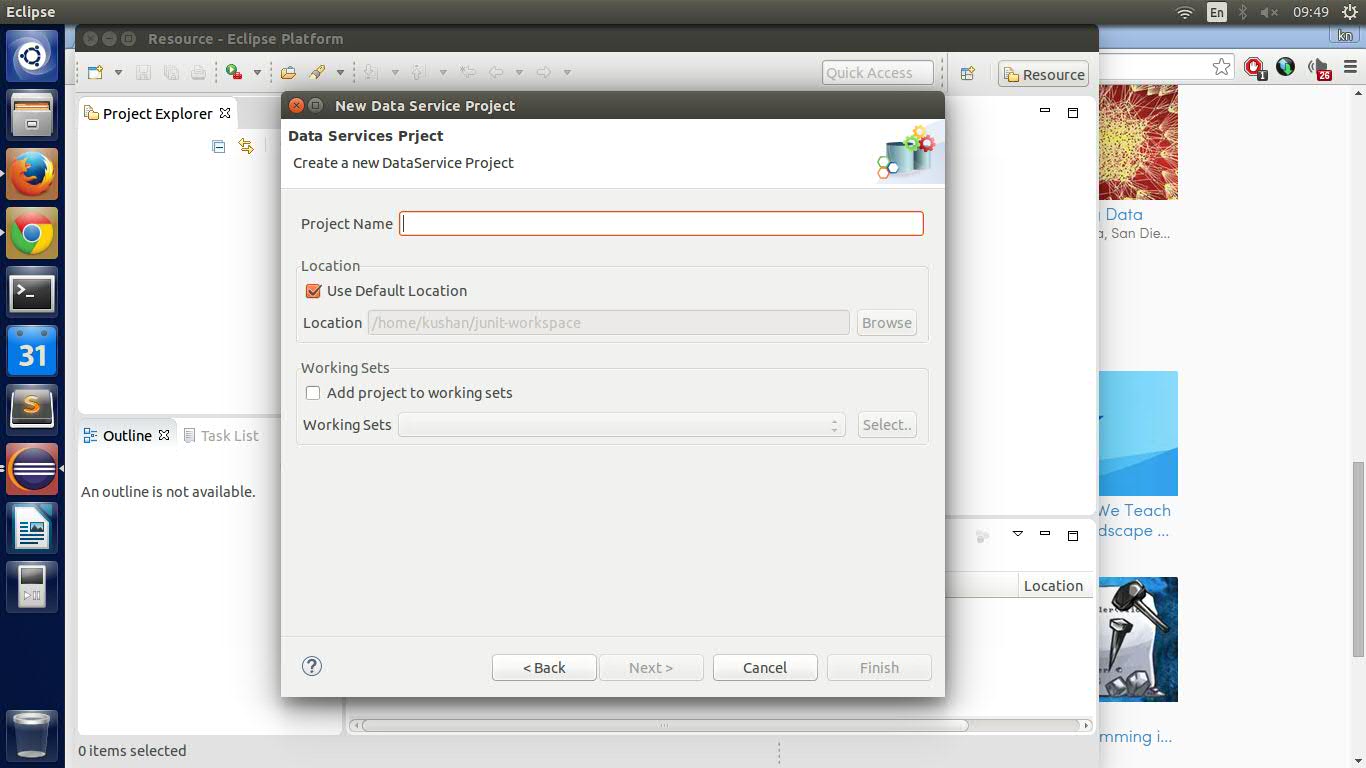 Eclipse
En
09:49
kn
Resource - Eclipse Platform
Quick Access
Resource
1
26
Project Explorer
New Data Service Project
Data Services Prject
Create a new DataService Project
Project Name
Location
Use Default Location
Location /home/kushan/junit-workspace Browse
Working Sets
Add project to working sets
Working Sets Select..
< Back Next > Cancel Finish
31
Outline
Task List
An outline is not available.
Location
0 items selected
Data
a, San Die...
We Teach
dscape ...
mming i...